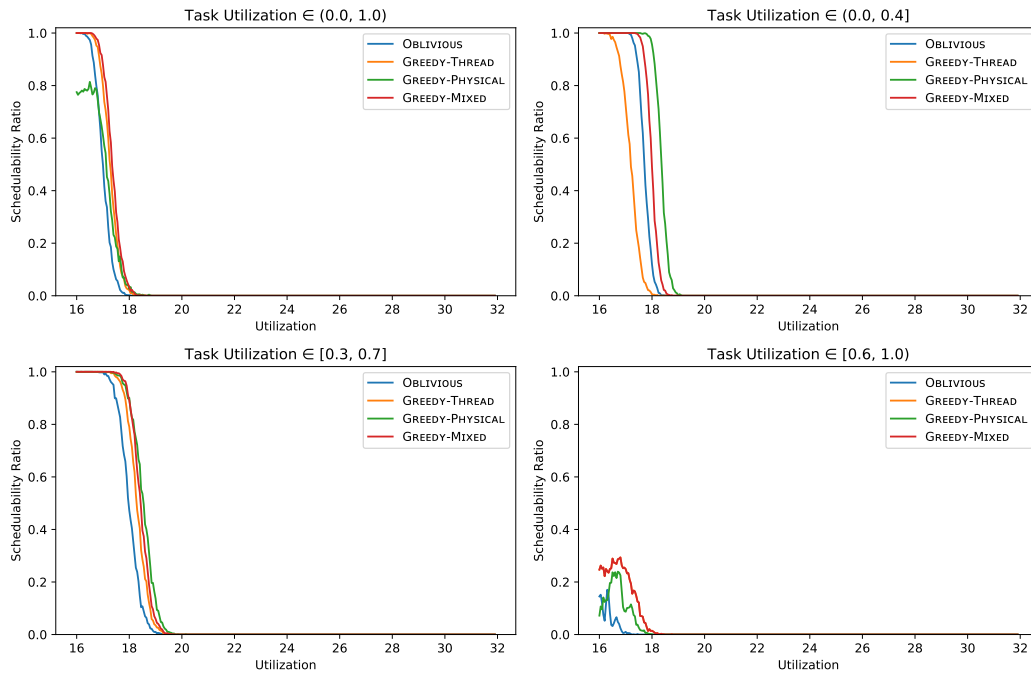 Task Utilization ∈ (0.0, 1.0)
1.0
0.8
0.6
0.4
0.2
0.0
Schedulability Ratio
Oblivious
Greedy-Thread
Greedy-Physical
Greedy-Mixed
16 18 20 22 24 26 28 30 32
Utilization
Task Utilization ∈ (0.0, 0.4]
1.0
0.8
0.6
0.4
0.2
0.0
Schedulability Ratio
Oblivious
Greedy-Thread
Greedy-Physical
Greedy-Mixed
16 18 20 22 24 26 28 30 32
Utilization
Task Utilization ∈ [0.3, 0.7]
1.0
0.8
0.6
0.4
0.2
0.0
Schedulability Ratio
Oblivious
Greedy-Thread
Greedy-Physical
Greedy-Mixed
16 18 20 22 24 26 28 30 32
Utilization
Task Utilization ∈ [0.6, 1.0)
1.0
0.8
0.6
0.4
0.2
0.0
Schedulability Ratio
Oblivious
Greedy-Thread
Greedy-Physical
Greedy-Mixed
16 18 20 22 24 26 28 30 32
Utilization